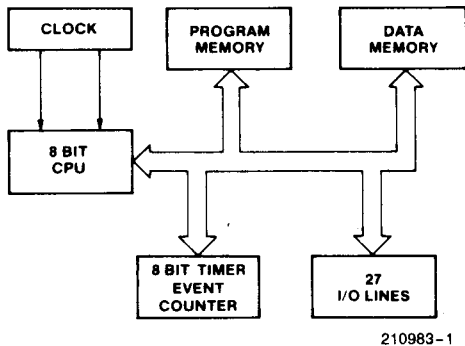 CLOCK
PROGRAM
MEMORY
DATA
MEMORY
8 BIT
CPU
8 BIT TIMER
EVENT
COUNTER
27
I/O LINES
210983-1